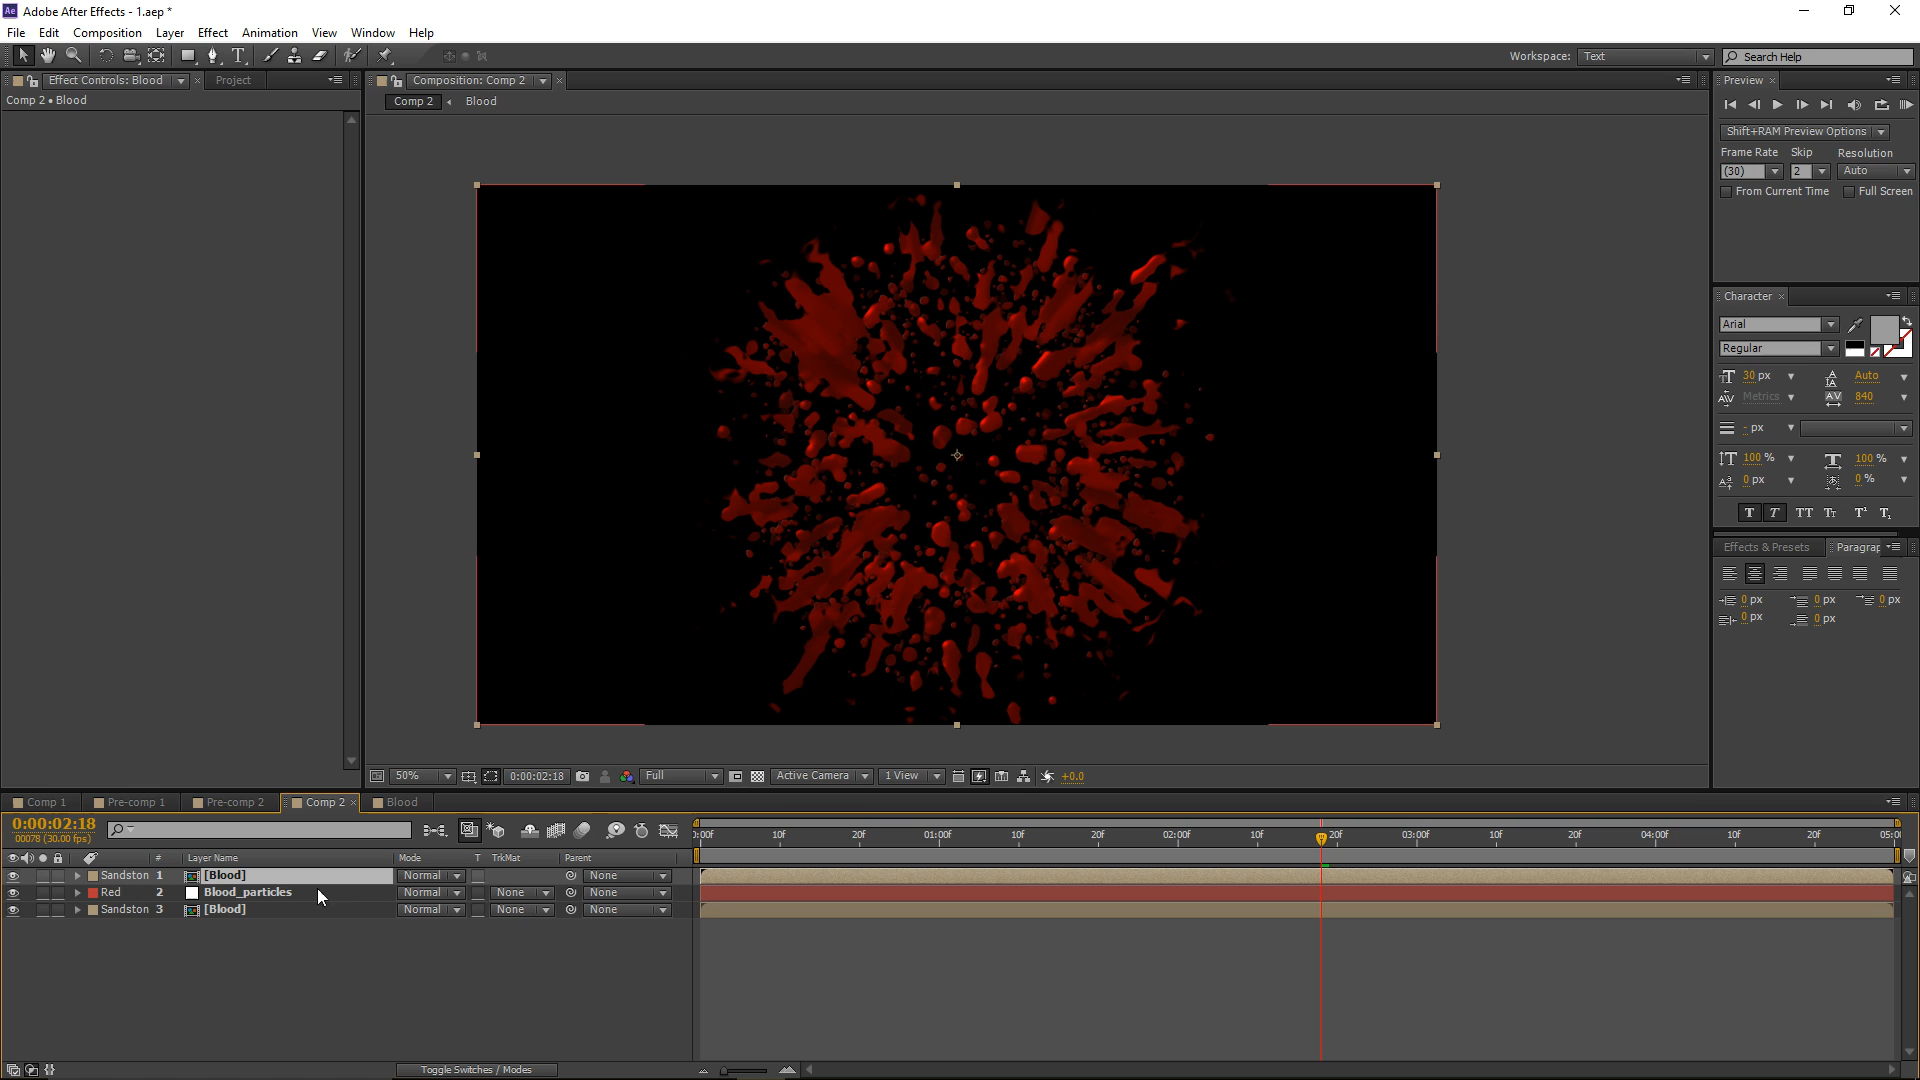 Ae Adobe After Effects - 1.aep *
File Edit Composition Layer Effect Animation View Window Help
Workspace: Text Search Help
Effect Controls: Blood Project Composition: Comp 2 Preview
Comp 2 • Blood Comp 2 Blood
Shift+RAM Preview Options
Frame Rate Skip Resolution
(30) 2 Auto
From Current Time Full Screen
Character
Arial
Regular
30 px Auto
Metrics 840
- px
100 % 100 %
0 px 0 %
T T TT Tт T¹ T₁
Effects & Presets Paragrap
0 px 0 px 0 px
0 px 0 px
50% 0:00:02:18 Full Active Camera 1 View +0.0
Comp 1 Pre-comp 1 Pre-comp 2 Comp 2 Blood
0:00:02:18
00078 (30.00 fps)
):00f 10f 20f 01:00f 10f 20f 02:00f 10f 20f 03:00f 10f 20f 04:00f 10f 20f 05:0(
# Layer Name Mode T TrkMat Parent
Sandston 1 [Blood] Normal None
Red 2 Blood_particles Normal None None
Sandston 3 [Blood] Normal None None
Toggle Switches / Modes